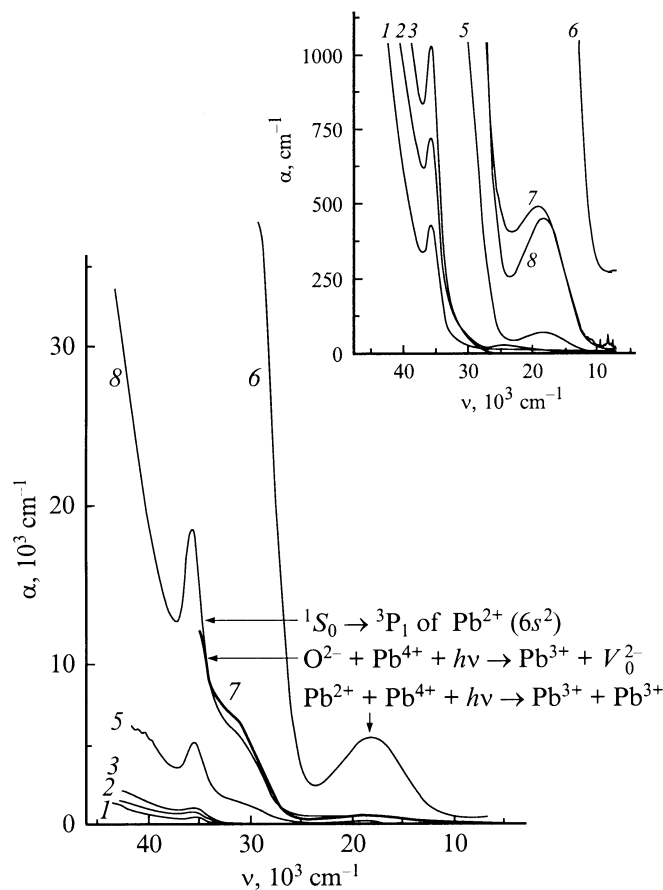 1000
750
500
250
0
α, cm⁻¹
1 2 3 5 6
7
8
40 30 20 10
ν, 10³ cm⁻¹
30
20
10
0
α, 10³ cm⁻¹
8 6
¹S₀ → ³P₁ of Pb²⁺ (6s²)
O²⁻ + Pb⁴⁺ + hν → Pb³⁺ + V₀²⁻
Pb²⁺ + Pb⁴⁺ + hν → Pb³⁺ + Pb³⁺
7
5
3
2
1
40 30 20 10
ν, 10³ cm⁻¹